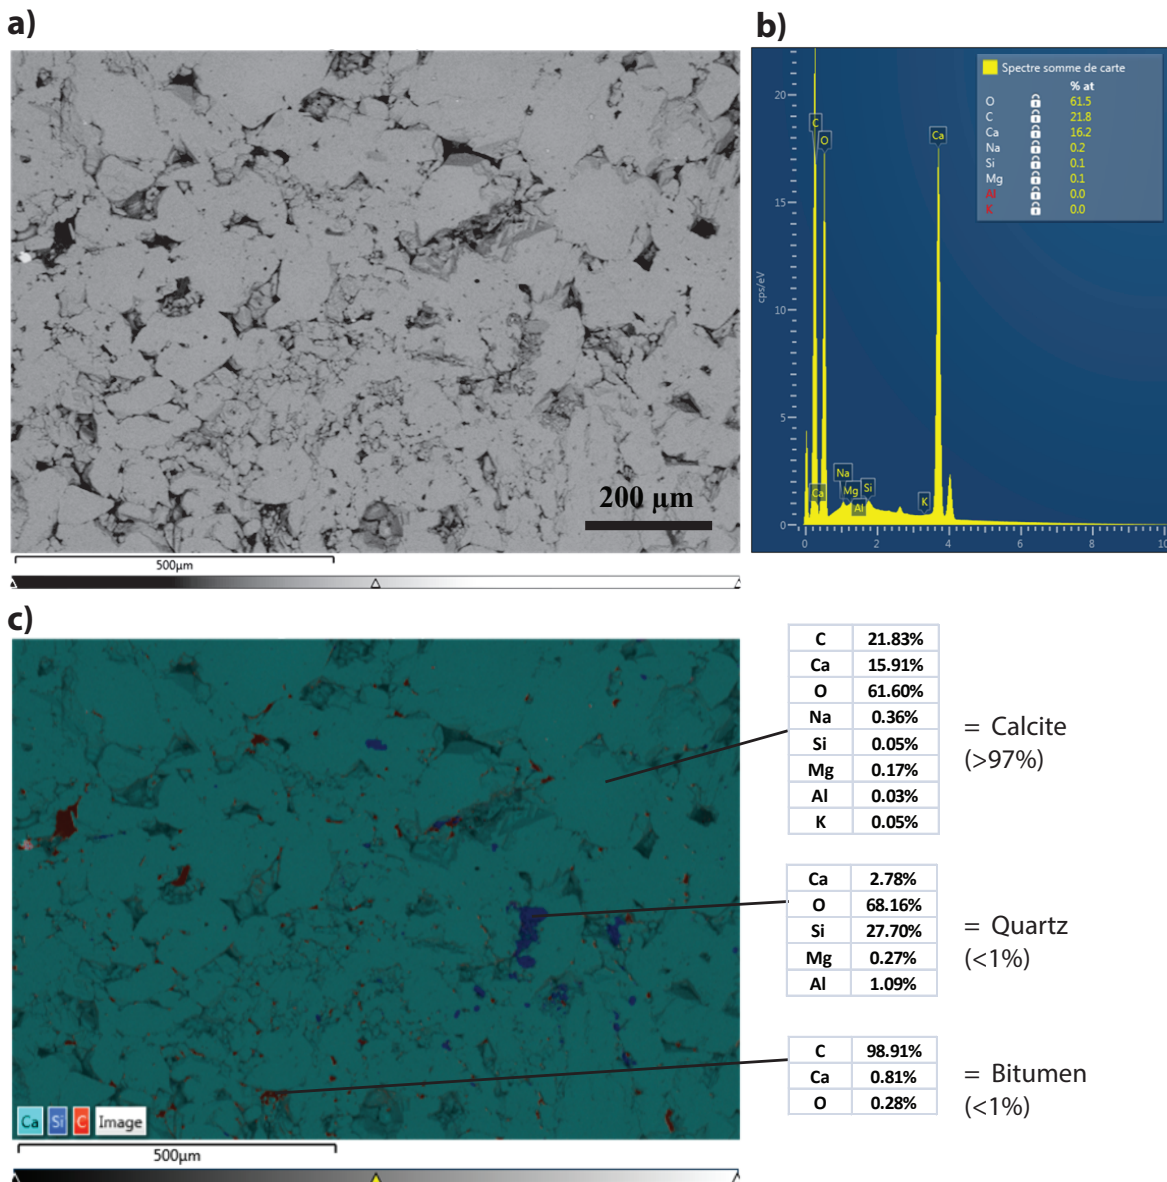 a)
200 μm
500μm
b)
Spectre somme de carte
% at
O 61.5
C 21.8
Ca 16.2
Na 0.2
Si 0.1
Mg 0.1
Al 0.0
K 0.0
20
15
10
5
0
cps/eV
C
O
Ca
Ca
Na
Mg
Al
Si
K
0 2 4 6 8 10
c)
Ca Si C Image
500μm
C 21.83%
Ca 15.91%
O 61.60%
Na 0.36%
Si 0.05%
Mg 0.17%
Al 0.03%
K 0.05%
= Calcite
(>97%)
Ca 2.78%
O 68.16%
Si 27.70%
Mg 0.27%
Al 1.09%
= Quartz
(<1%)
C 98.91%
Ca 0.81%
O 0.28%
= Bitumen
(<1%)